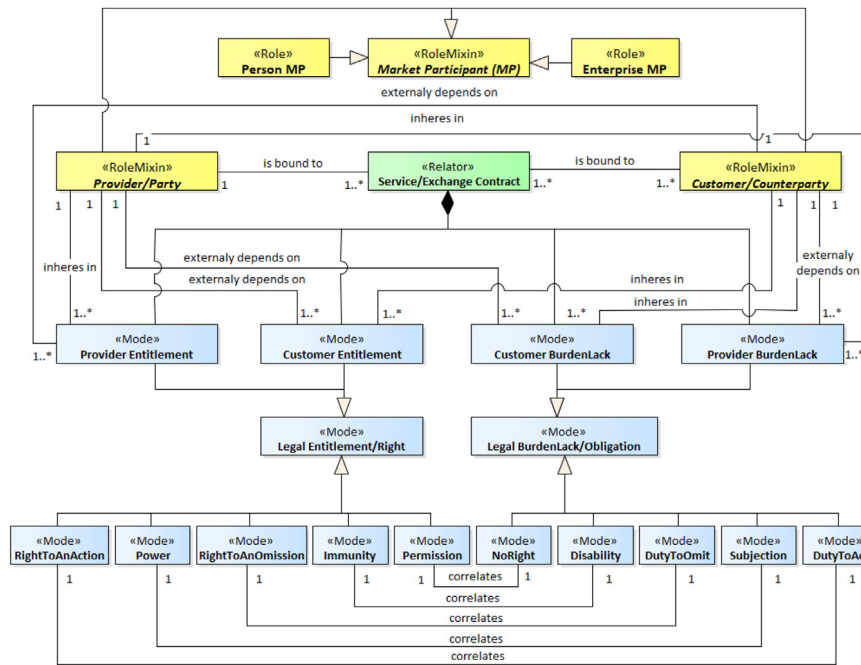 «Role»
Person MP
«RoleMixin»
Market Participant (MP)
«Role»
Enterprise MP
externaly depends on
inheres in
1
1
«RoleMixin»
Provider/Party
is bound to
1
1..*
«Relator»
Service/Exchange Contract
is bound to
1..*
1..*
«RoleMixin»
Customer/Counterparty
1
1
1
1
1
1
inheres in
externaly depends on
externaly depends on
inheres in
inheres in
externaly
depends on
1..*
1..*
1..*
1..*
1..*
1..*
1..*
1..*
«Mode»
Provider Entitlement
«Mode»
Customer Entitlement
«Mode»
Customer BurdenLack
«Mode»
Provider BurdenLack
«Mode»
Legal Entitlement/Right
«Mode»
Legal BurdenLack/Obligation
«Mode»
RightToAnAction
«Mode»
Power
«Mode»
RightToAnOmission
«Mode»
Immunity
«Mode»
Permission
«Mode»
NoRight
«Mode»
Disability
«Mode»
DutyToOmit
«Mode»
Subjection
«Mode»
1
1
1
1
1
1
1
1
1
1
correlates
correlates
correlates
correlates
correlates